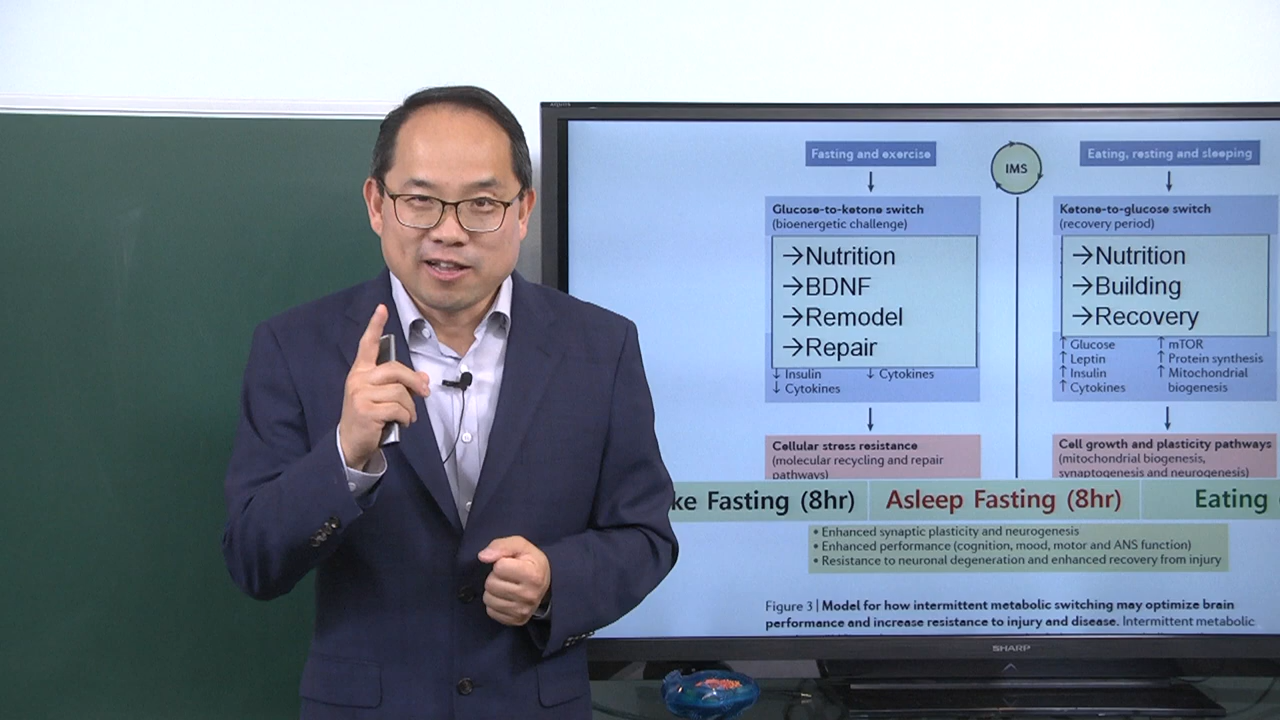 Fasting and exercise
IMS
Eating, resting and sleeping
Glucose-to-ketone switch
(bioenergetic challenge)
→Nutrition
→BDNF
→Remodel
→Repair
↓ Insulin ↓ Cytokines
↓ Cytokines
Cellular stress resistance
(molecular recycling and repair
pathways)
Ketone-to-glucose switch
(recovery period)
→Nutrition
→Building
→Recovery
↑ Glucose ↑ mTOR
↑ Leptin ↑ Protein synthesis
↑ Insulin ↑ Mitochondrial
↑ Cytokines biogenesis
Cell growth and plasticity pathways
(mitochondrial biogenesis,
synaptogenesis and neurogenesis)
ke Fasting (8hr) Asleep Fasting (8hr) Eating
• Enhanced synaptic plasticity and neurogenesis
• Enhanced performance (cognition, mood, motor and ANS function)
• Resistance to neuronal degeneration and enhanced recovery from injury
Figure 3 | Model for how intermittent metabolic switching may optimize brain
performance and increase resistance to injury and disease. Intermittent metabolic
SHARP